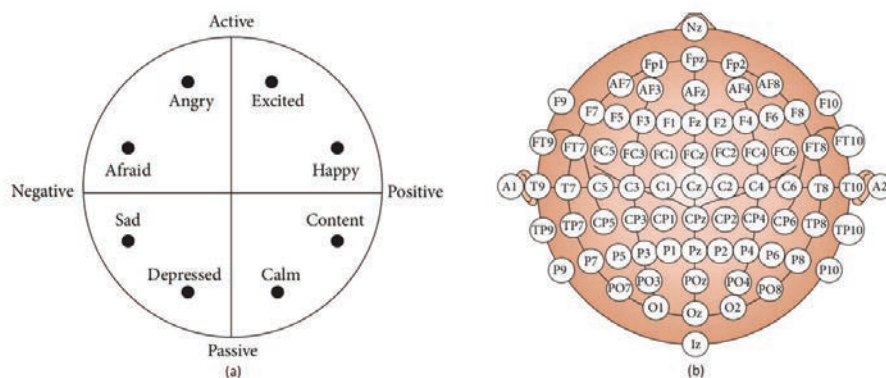 Active
Angry
Excited
Afraid
Happy
Negative
Positive
Sad
Content
Depressed
Calm
Passive
(a)
Nz
Fp1 Fpz Fp2
AF7 AF3 AFz AF4 AF8
F9 F7 F5 F3 F1 Fz F2 F4 F6 F8 F10
FT9 FT7 FC5 FC3 FC1 FCz FC2 FC4 FC6 FT8 FT10
A1 T9 T7 C5 C3 C1 Cz C2 C4 C6 T8 T10 A2
TP9 TP7 CP5 CP3 CP1 CPz CP2 CP4 CP6 TP8 TP10
P9 P7 P5 P3 P1 Pz P2 P4 P6 P8 P10
PO7 PO3 POz PO4 PO8
O1 Oz O2
Iz
(b)